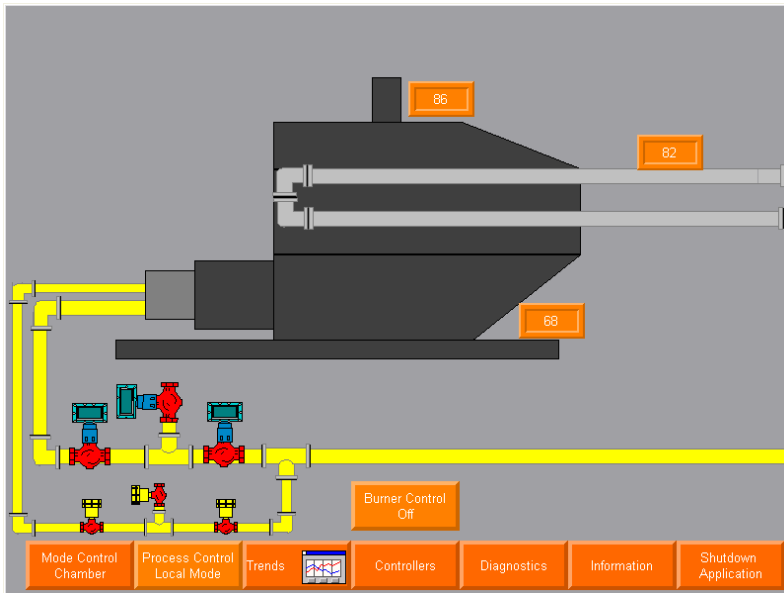 86
82
68
Burner Control
Off
Mode Control
Chamber
Process Control
Local Mode
Trends
Controllers
Diagnostics
Information
Shutdown
Application